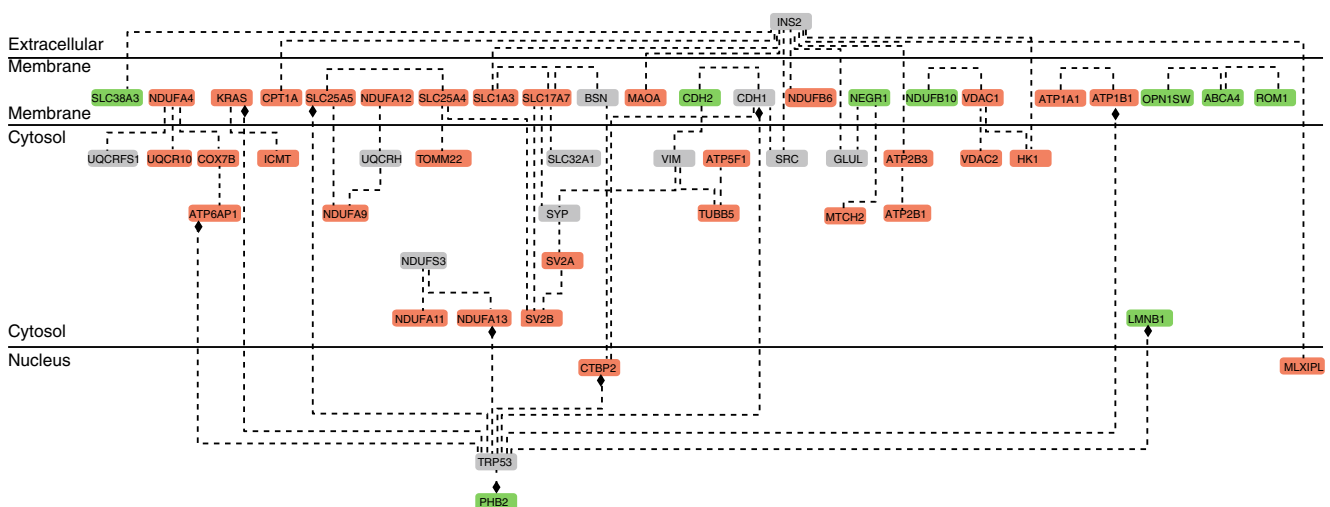 INS2
Extracellular
Membrane
SLC38A3 NDUFA4 KRAS CPT1A SLC25A5 NDUFA12 SLC25A4 SLC1A3 SLC17A7 BSN MAOA CDH2 CDH1 NDUFB6 NEGR1 NDUFB10 VDAC1 ATP1A1 ATP1B1 OPN1SW ABCA4 ROM1
Membrane
Cytosol
UQCRFS1 UQCR10 COX7B ICMT UQCRH TOMM22 SLC32A1 VIM ATP5F1 SRC GLUL ATP2B3 VDAC2 HK1
ATP6AP1 NDUFA9 SYP TUBB5 MTCH2 ATP2B1
NDUFS3 SV2A
NDUFA11 NDUFA13 SV2B LMNB1
Cytosol
Nucleus
CTBP2 MLXIPL
TRP53
PHB2